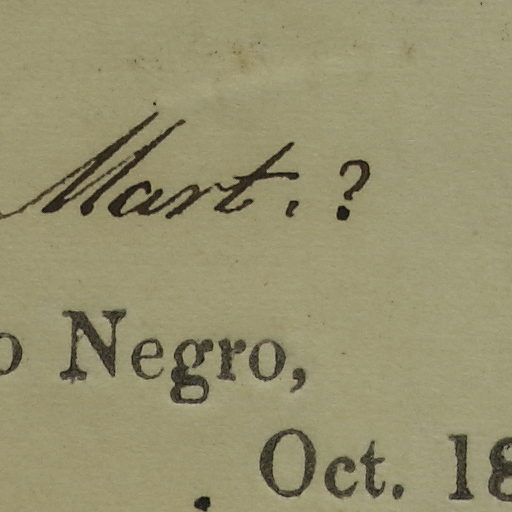 Mart. ?
o Negro,
Oct. 18